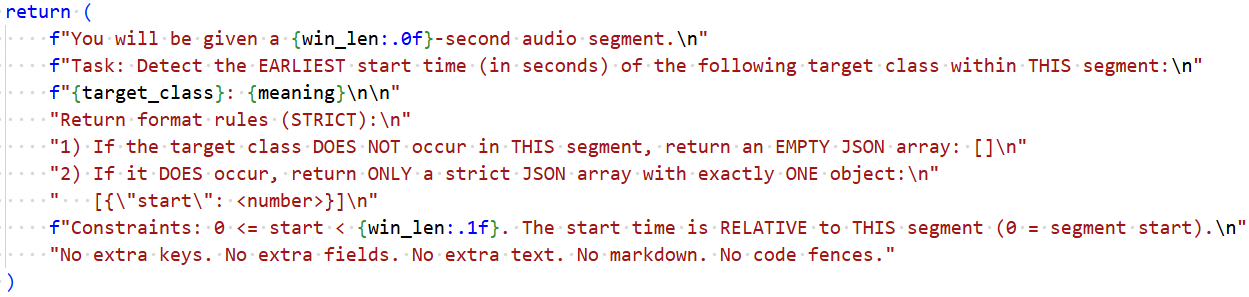 return (
    f"You will be given a {win_len:.0f}-second audio segment.\n"
    f"Task: Detect the EARLIEST start time (in seconds) of the following target class within THIS segment:\n"
    f"{target_class}: {meaning}\n\n"
    "Return format rules (STRICT):\n"
    "1) If the target class DOES NOT occur in THIS segment, return an EMPTY JSON array: []\n"
    "2) If it DOES occur, return ONLY a strict JSON array with exactly ONE object:\n"
    "   [{\"start\": <number>}]\n"
    f"Constraints: 0 <= start < {win_len:.1f}. The start time is RELATIVE to THIS segment (0 = segment start).\n"
    "No extra keys. No extra fields. No extra text. No markdown. No code fences."
)